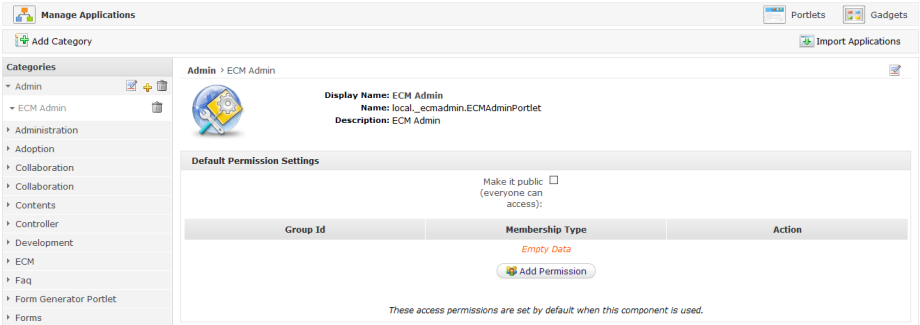 Manage Applications
Portlets
Gadgets
Add Category
Import Applications
Categories
Admin
ECM Admin
Administration
Adoption
Collaboration
Collaboration
Contents
Controller
Development
ECM
Faq
Form Generator Portlet
Forms
Admin > ECM Admin
Display Name: ECM Admin
Name: local._ecmadmin.ECMAdminPortlet
Description: ECM Admin
Default Permission Settings
Make it public
(everyone can
access):
Group Id Membership Type Action
Empty Data
Add Permission
These access permissions are set by default when this component is used.